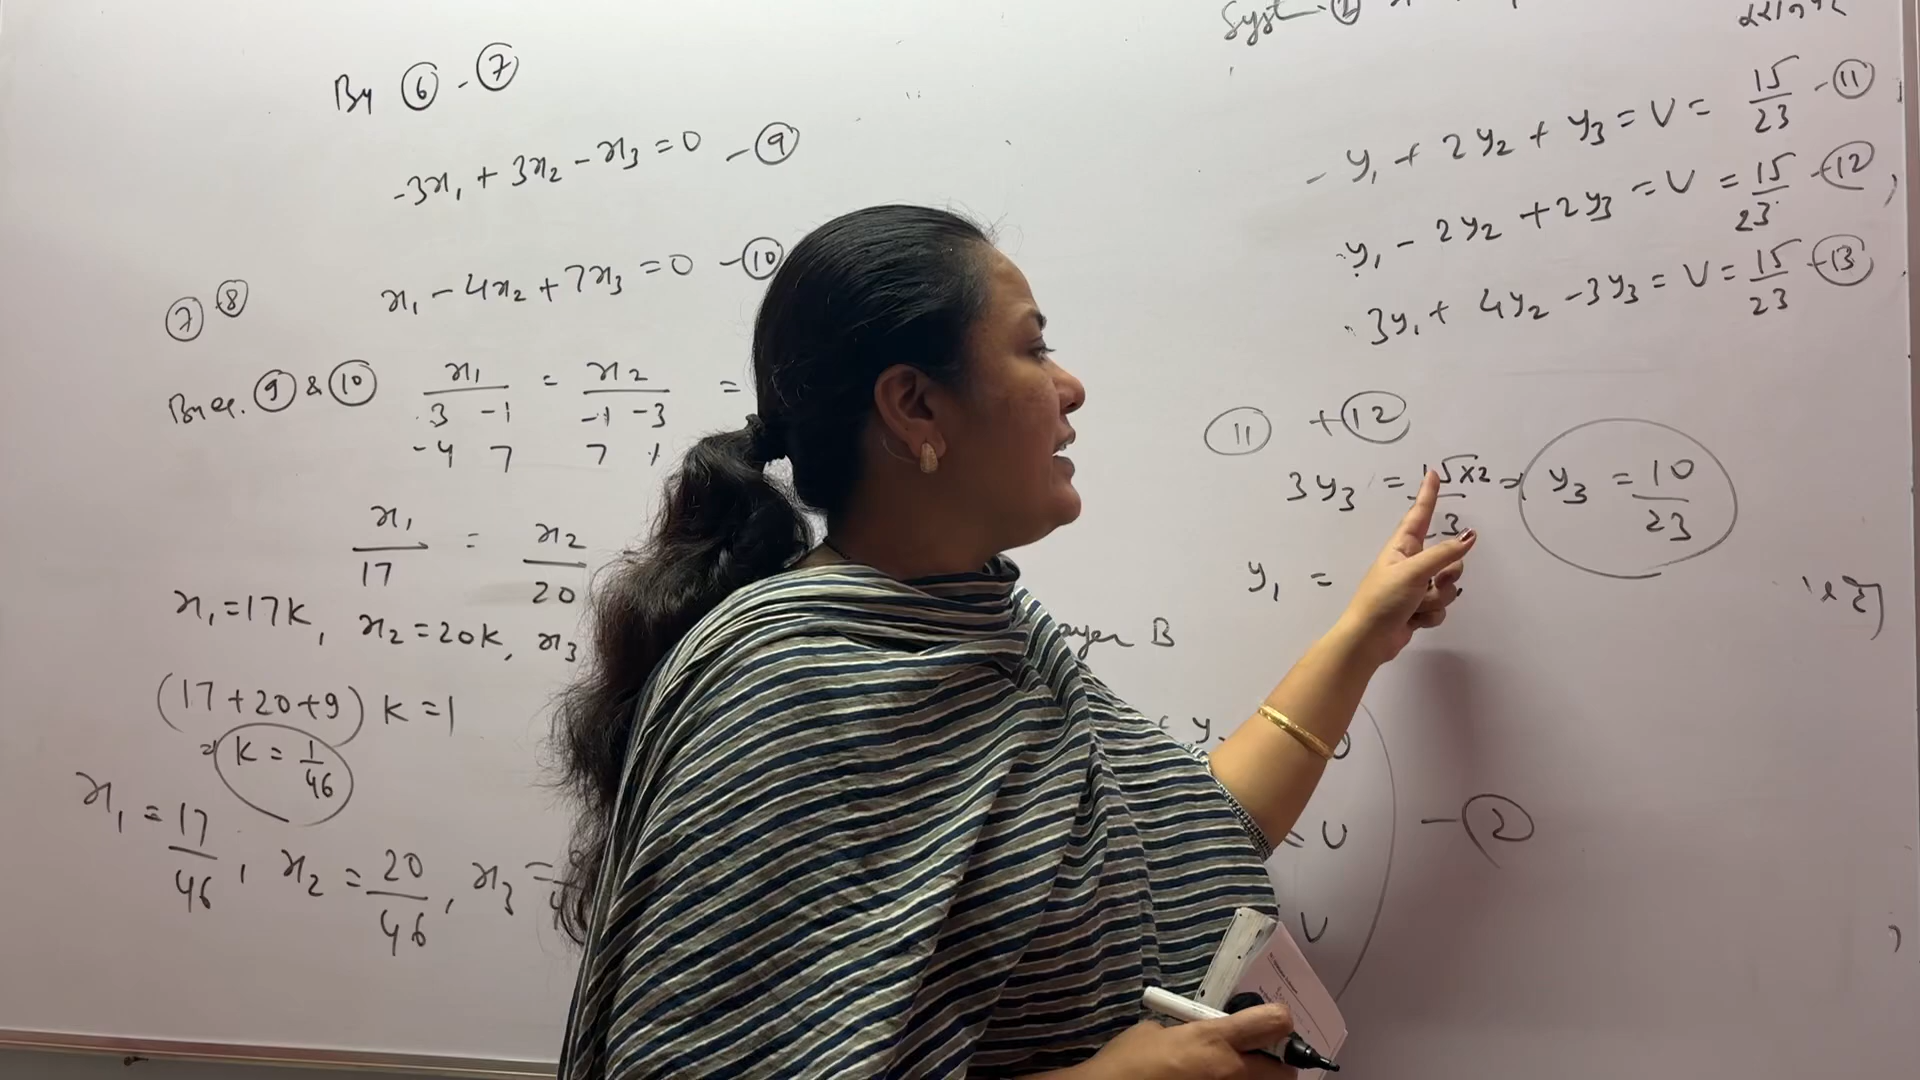 By ⑥ - ⑦
-3x₁ + 3x₂ - x₃ = 0 - ⑨
⑦ - ⑧ x₁ - 4x₂ + 7x₃ = 0 - ⑩
⑨ & ⑩ x₁ / 3 -1 -4 7 = x₂ / -1 -3 7 1 =
x₁/17 = x₂/20
x₁ = 17K, x₂ = 20K, x₃
(17+20+9) K = 1
⇒ K = 1/46
x₁ = 17/46, x₂ = 20/46, x₃ =
Syst ②
- y₁ + 2y₂ + y₃ = V = 15/23 - ⑪
y₁ - 2y₂ + 2y₃ = V = 15/23 - ⑫
3y₁ + 4y₂ - 3y₃ = V = 15/23 - ⑬
⑪ + ⑫
3y₃ = 15×2 / 3 ⇒ y₃ = 10/23
y₁ =
B
y
= V - ②
V